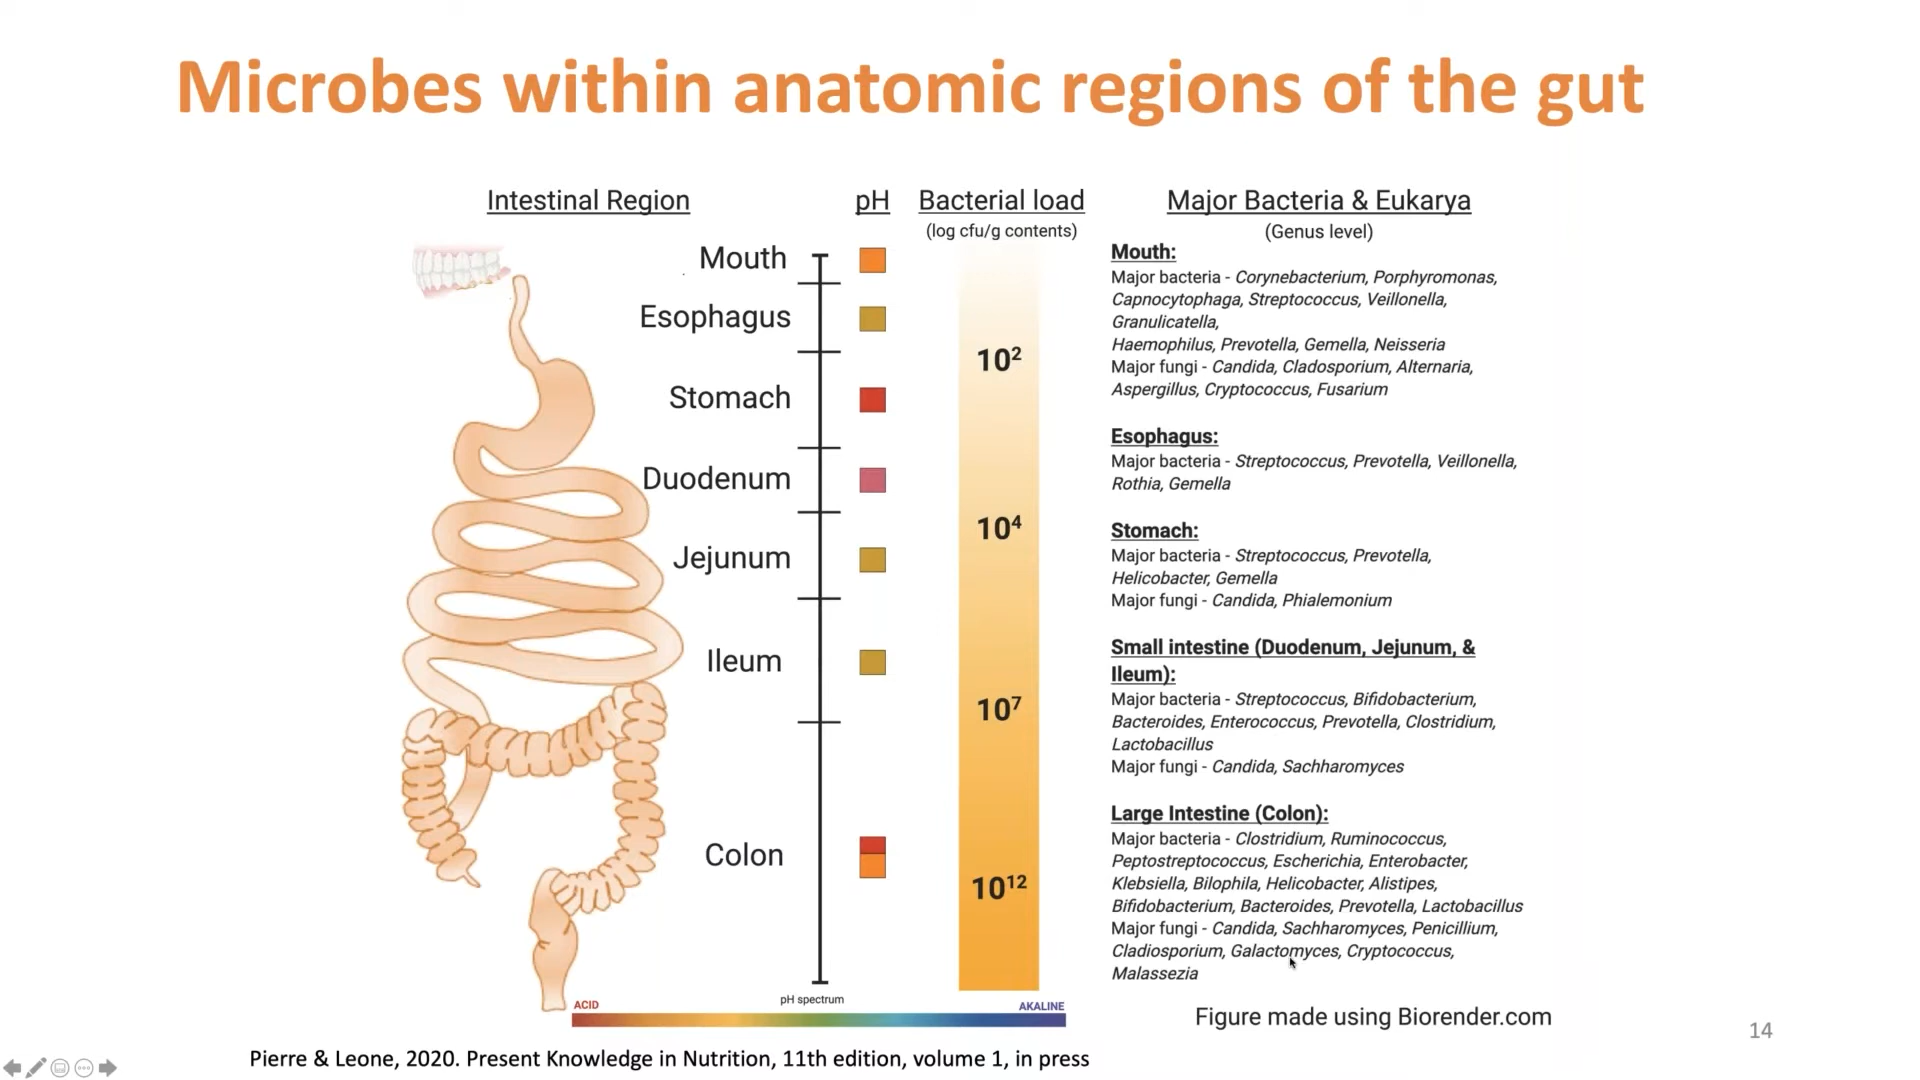 Microbes within anatomic regions of the gut
Intestinal Region
pH
Bacterial load
(log cfu/g contents)
Major Bacteria & Eukarya
(Genus level)
Mouth
Esophagus
Stomach
Duodenum
Jejunum
Ileum
Colon
10²
10⁴
10⁷
10¹²
Mouth:
Major bacteria - Corynebacterium, Porphyromonas,
Capnocytophaga, Streptococcus, Veillonella,
Granulicatella,
Haemophilus, Prevotella, Gemella, Neisseria
Major fungi - Candida, Cladosporium, Alternaria,
Aspergillus, Cryptococcus, Fusarium
Esophagus:
Major bacteria - Streptococcus, Prevotella, Veillonella,
Rothia, Gemella
Stomach:
Major bacteria - Streptococcus, Prevotella,
Helicobacter, Gemella
Major fungi - Candida, Phialemonium
Small intestine (Duodenum, Jejunum, &
Ileum):
Major bacteria - Streptococcus, Bifidobacterium,
Bacteroides, Enterococcus, Prevotella, Clostridium,
Lactobacillus
Major fungi - Candida, Sachharomyces
Large Intestine (Colon):
Major bacteria - Clostridium, Ruminococcus,
Peptostreptococcus, Escherichia, Enterobacter,
Klebsiella, Bilophila, Helicobacter, Alistipes,
Bifidobacterium, Bacteroides, Prevotella, Lactobacillus
Major fungi - Candida, Sachharomyces, Penicillium,
Cladiosporium, Galactomyces, Cryptococcus,
Malassezia
ACID
pH spectrum
AKALINE
Figure made using Biorender.com
14
Pierre & Leone, 2020. Present Knowledge in Nutrition, 11th edition, volume 1, in press